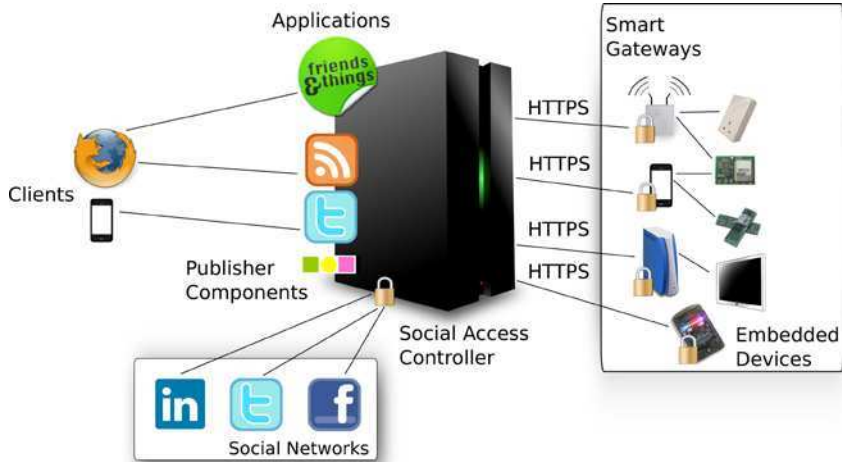 Applications
Smart
Gateways
friends
&things
HTTPS
HTTPS
Clients
HTTPS
Publisher
Components
HTTPS
Social Access
Controller
Embedded
Devices
in
t
f
Social Networks
t